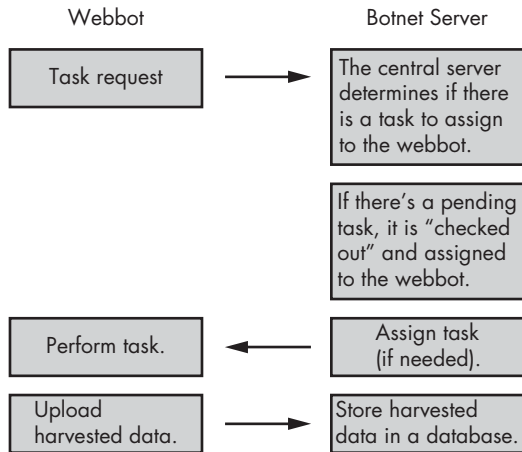 Webbot
Botnet Server
Task request
The central server
determines if there
is a task to assign
to the webbot.
If there's a pending
task, it is “checked
out” and assigned
to the webbot.
Perform task.
Assign task
(if needed).
Upload
harvested data.
Store harvested
data in a database.